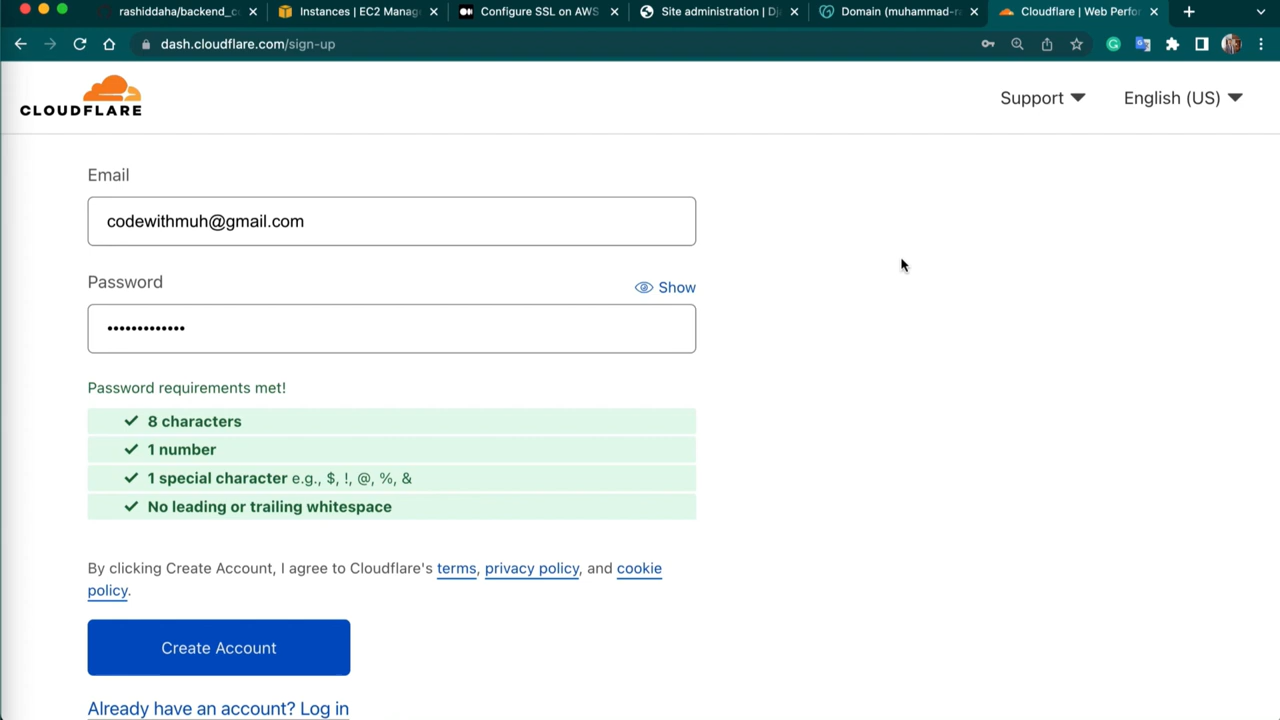 rashiddaha/backend_c
Instances | EC2 Manag
Configure SSL on AWS
Site administration | Dj
Domain (muhammad-ra
Cloudflare | Web Perfor
dash.cloudflare.com/sign-up
CLOUDFLARE
Support
English (US)
Email
codewithmuh@gmail.com
Password
Show
•••••••••••••
Password requirements met!
8 characters
1 number
1 special character e.g., $, !, @, %, &
No leading or trailing whitespace
By clicking Create Account, I agree to Cloudflare's terms, privacy policy, and cookie
policy.
Create Account
Already have an account? Log in